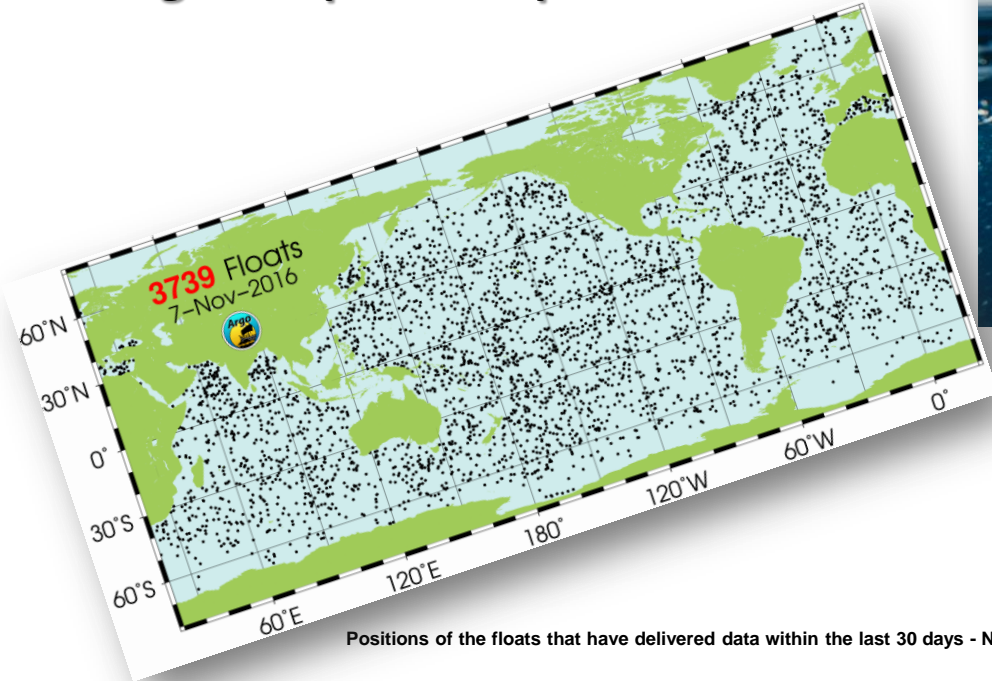 3739 Floats
7-Nov-2016
Argo
60°N
30°N
0°
30°S
60°S
60°E
120°E
180°
120°W
60°W
0°
Positions of the floats that have delivered data within the last 30 days - N